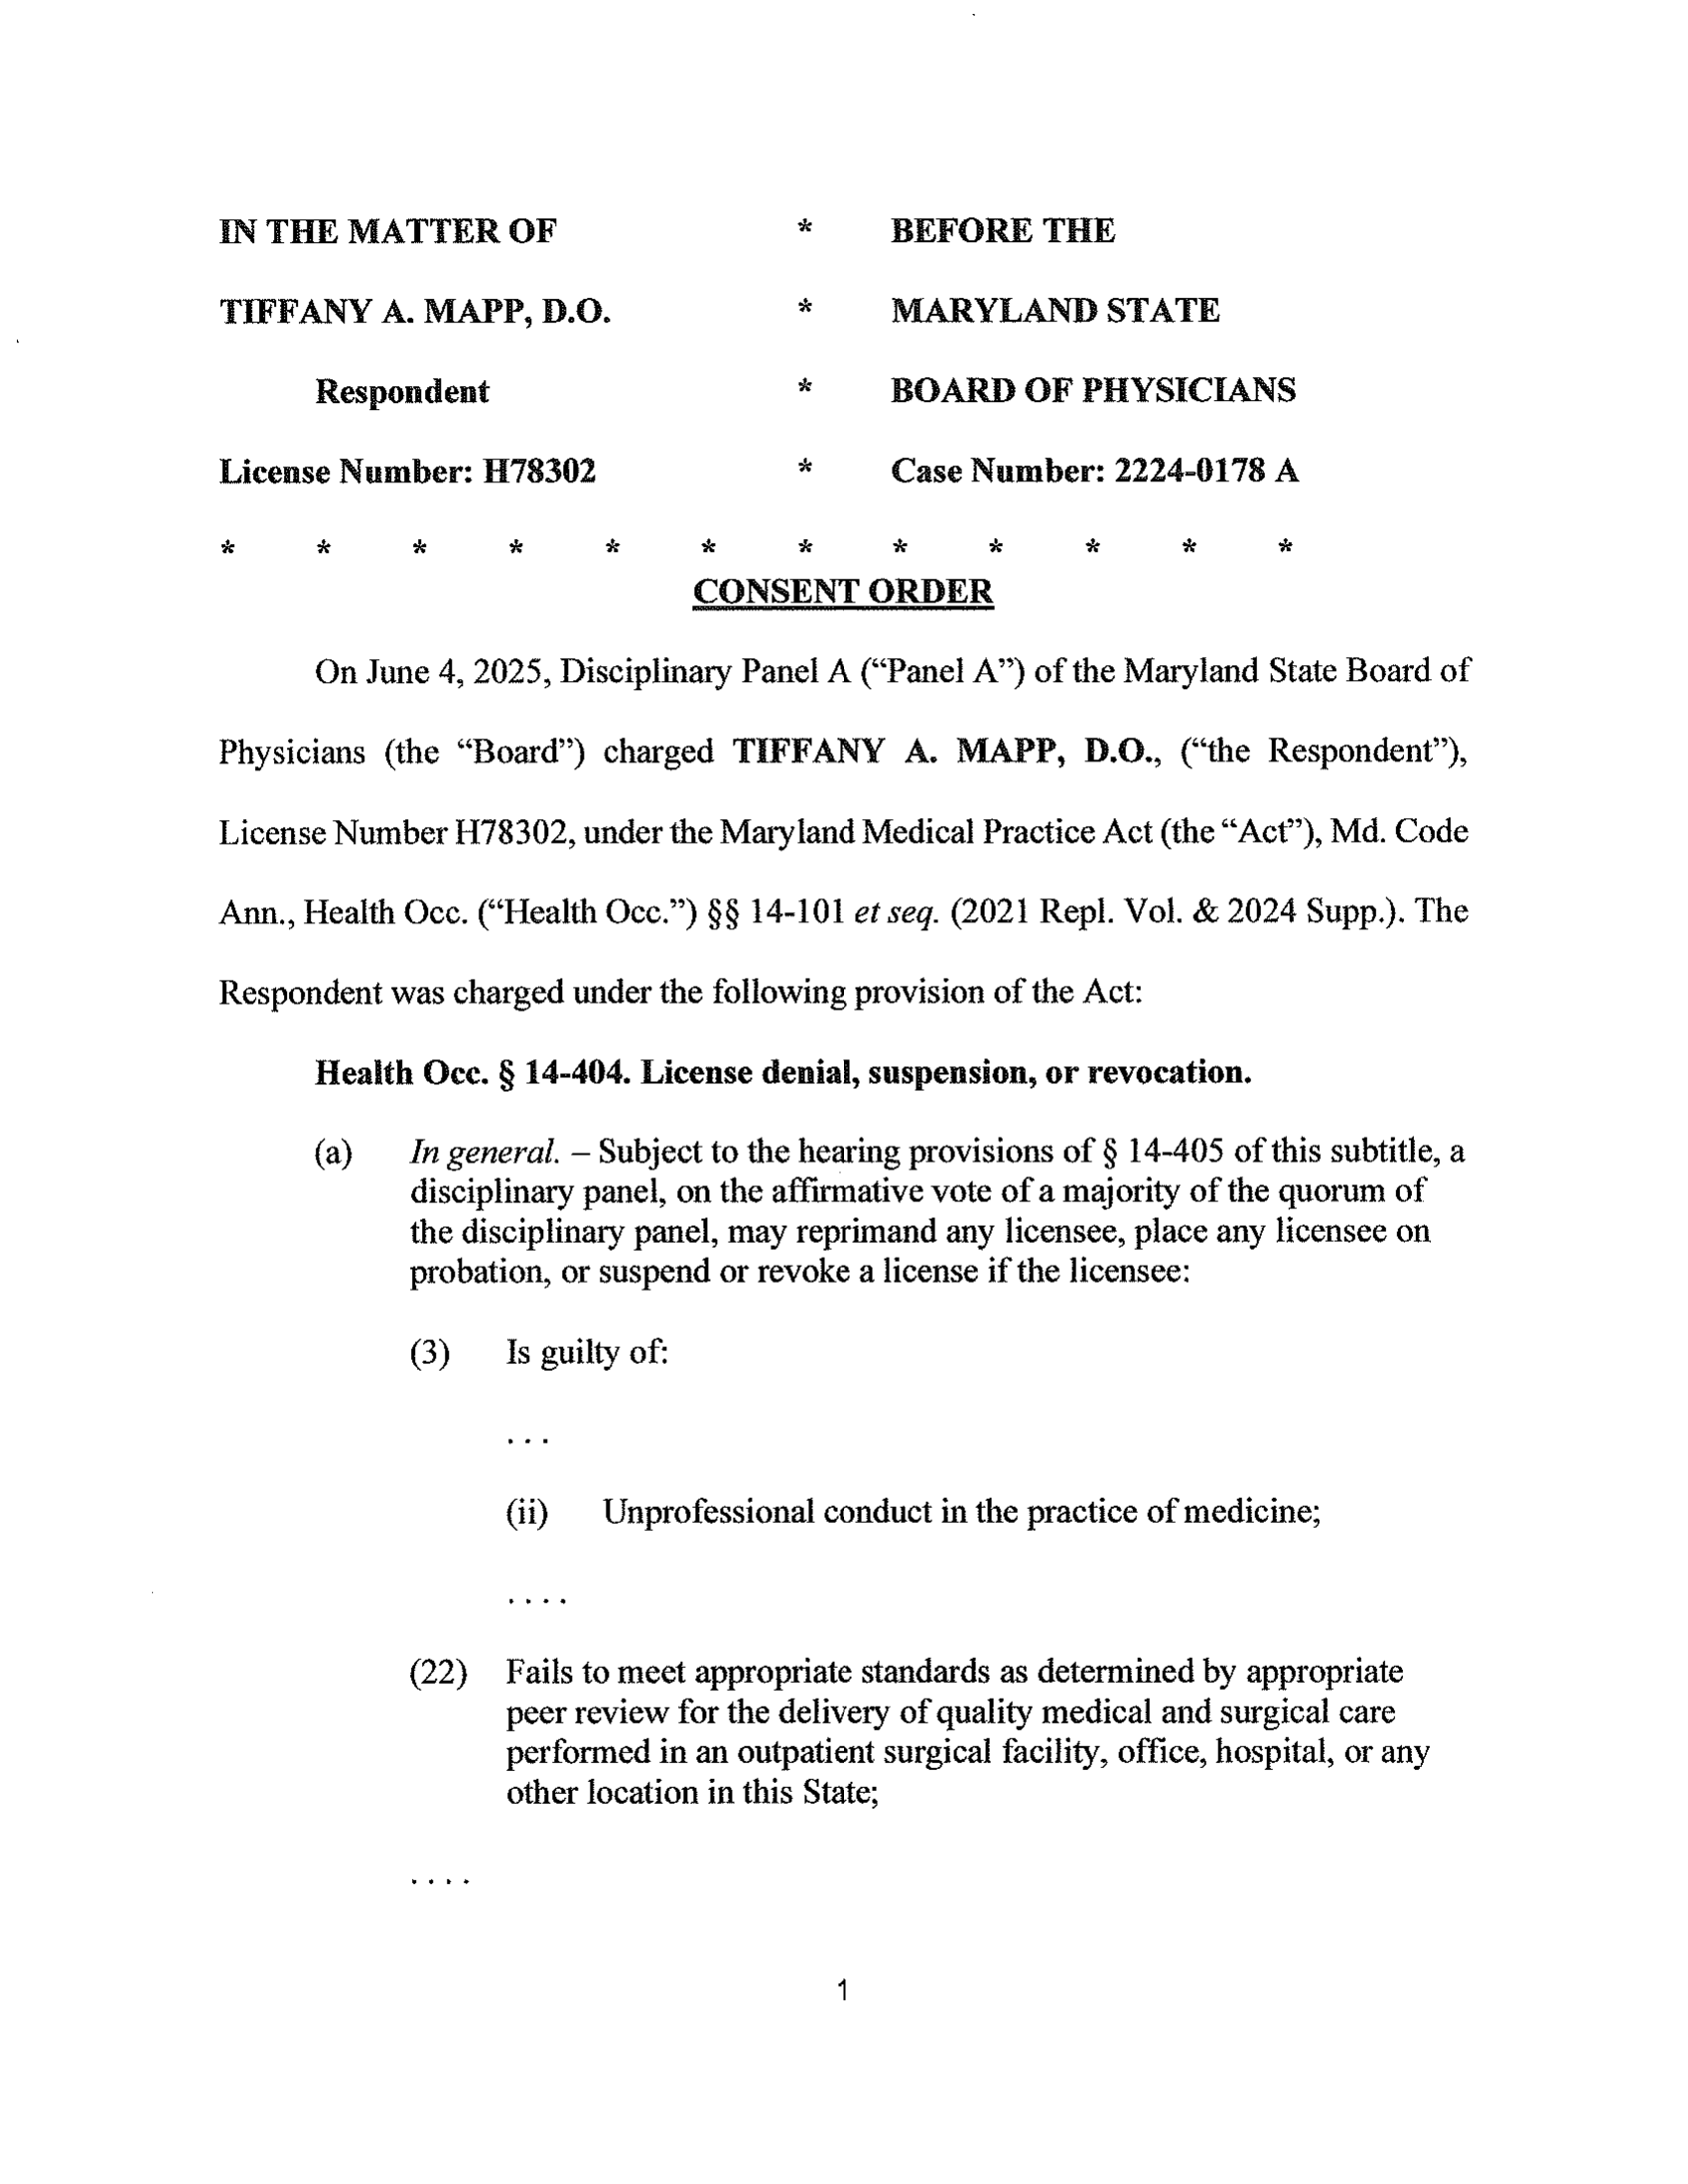 IN THE MATTER OF * BEFORE THE
TIFFANY A. MAPP, D.O. * MARYLAND STATE
Respondent * BOARD OF PHYSICIANS
License Number: H78302 * Case Number: 2224-0178 A
* * * * * * * * * * * *
CONSENT ORDER
On June 4, 2025, Disciplinary Panel A (“Panel A”) of the Maryland State Board of
Physicians (the “Board”) charged TIFFANY A. MAPP, D.O., (“the Respondent”),
License Number H78302, under the Maryland Medical Practice Act (the “Act”), Md. Code
Ann., Health Occ. (“Health Occ.”) §§ 14-101 et seq. (2021 Repl. Vol. & 2024 Supp.). The
Respondent was charged under the following provision of the Act:
Health Occ. § 14-404. License denial, suspension, or revocation.
(a) In general. – Subject to the hearing provisions of § 14-405 of this subtitle, a
disciplinary panel, on the affirmative vote of a majority of the quorum of
the disciplinary panel, may reprimand any licensee, place any licensee on
probation, or suspend or revoke a license if the licensee:
(3) Is guilty of:
. . .
(ii) Unprofessional conduct in the practice of medicine;
. . . .
(22) Fails to meet appropriate standards as determined by appropriate
peer review for the delivery of quality medical and surgical care
performed in an outpatient surgical facility, office, hospital, or any
other location in this State;
. . . .
1